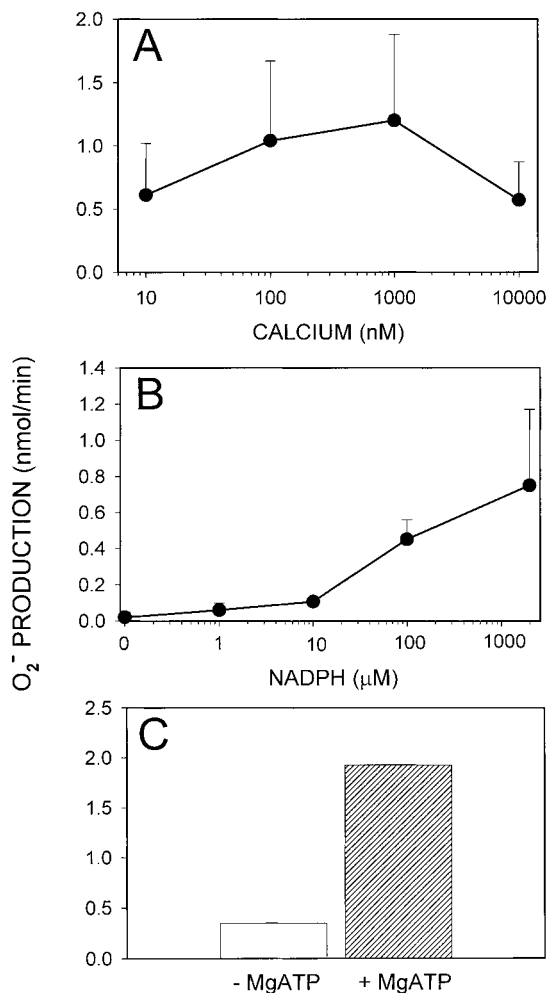 A
2.0
1.5
1.0
0.5
0.0
10 100 1000 10000
CALCIUM (nM)
O₂⁻ PRODUCTION (nmol/min)
B
1.4
1.2
1.0
0.8
0.6
0.4
0.2
0.0
0 1 10 100 1000
NADPH (μM)
C
2.5
2.0
1.5
1.0
0.5
0.0
- MgATP + MgATP